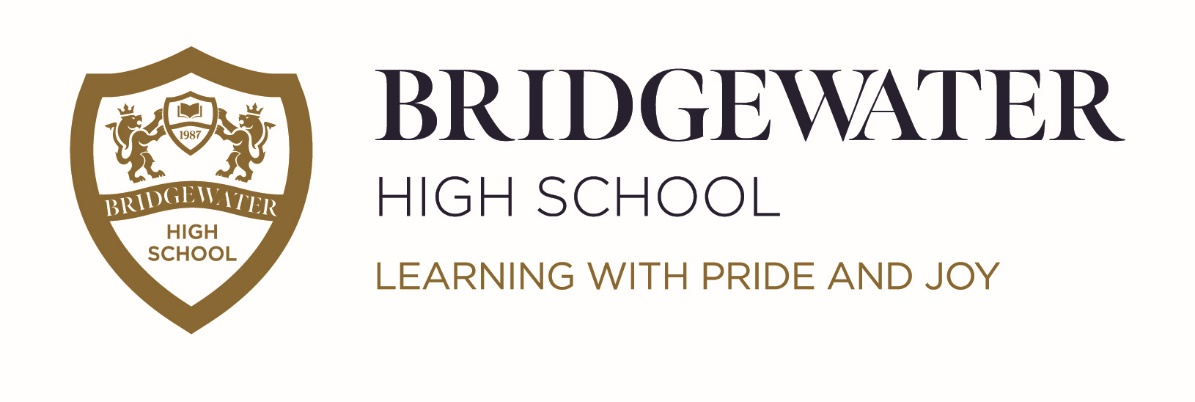 1987
BRIDGEWATER
HIGH
SCHOOL
BRIDGEWATER
HIGH SCHOOL
LEARNING WITH PRIDE AND JOY